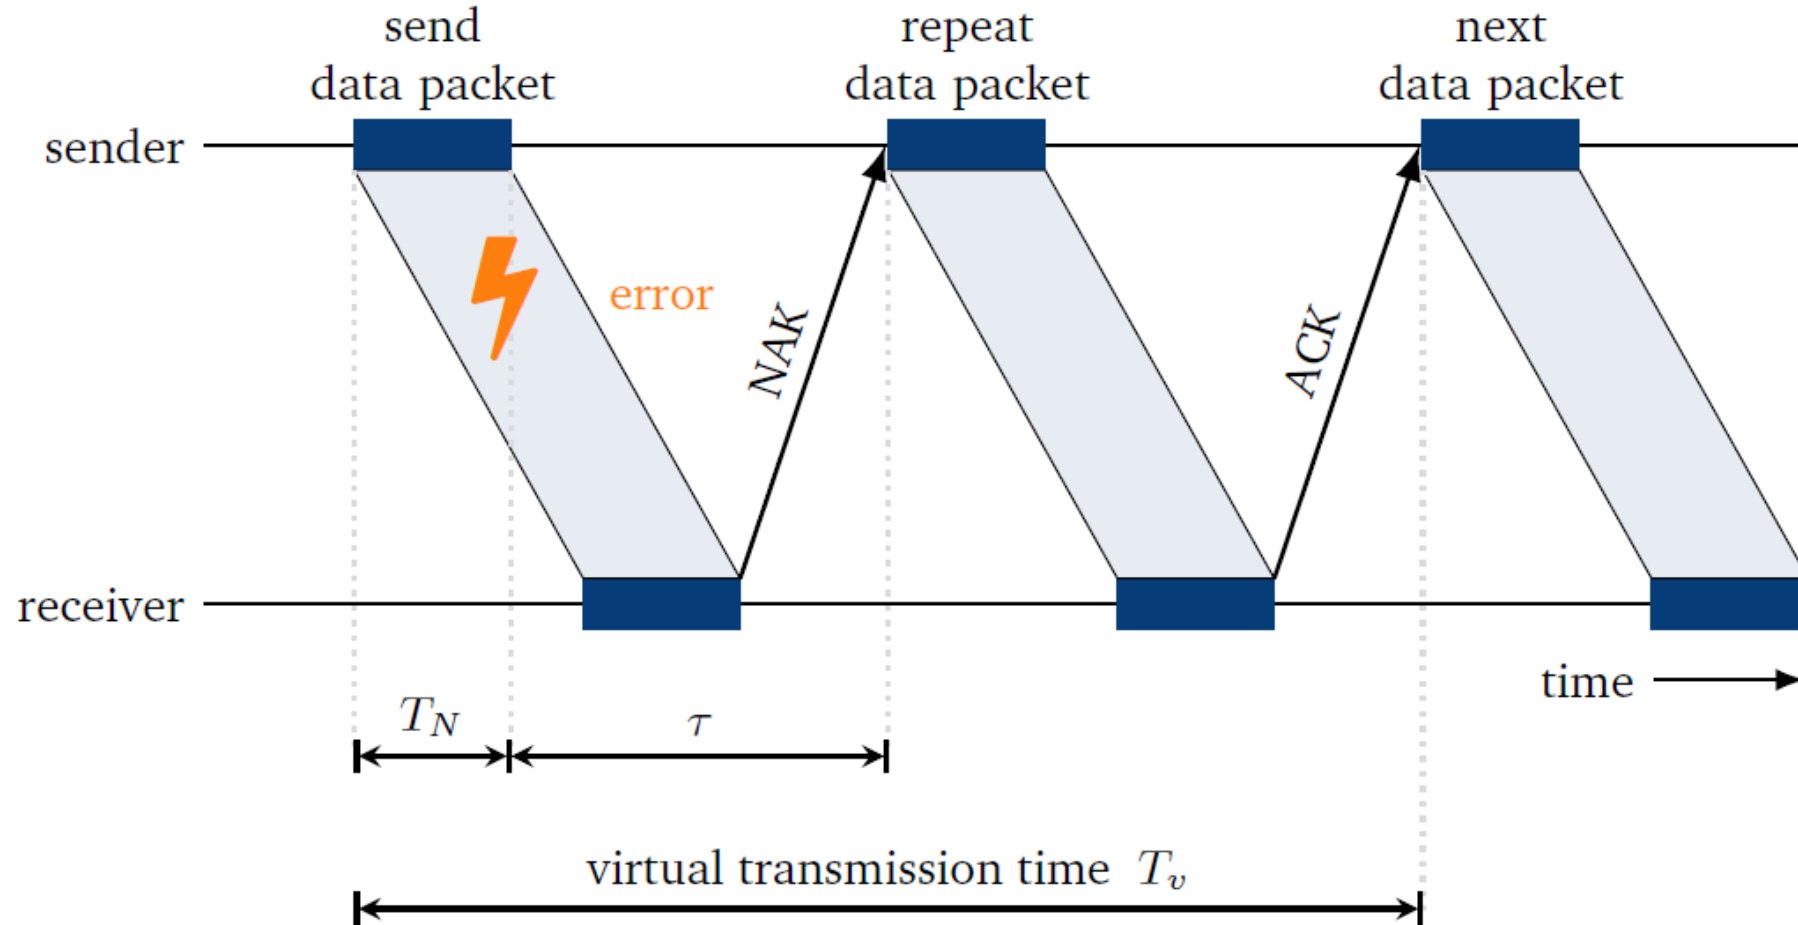 send
data packet
repeat
data packet
next
data packet
sender
error
NAK
ACK
receiver
time
T_N
τ
virtual transmission time T_v